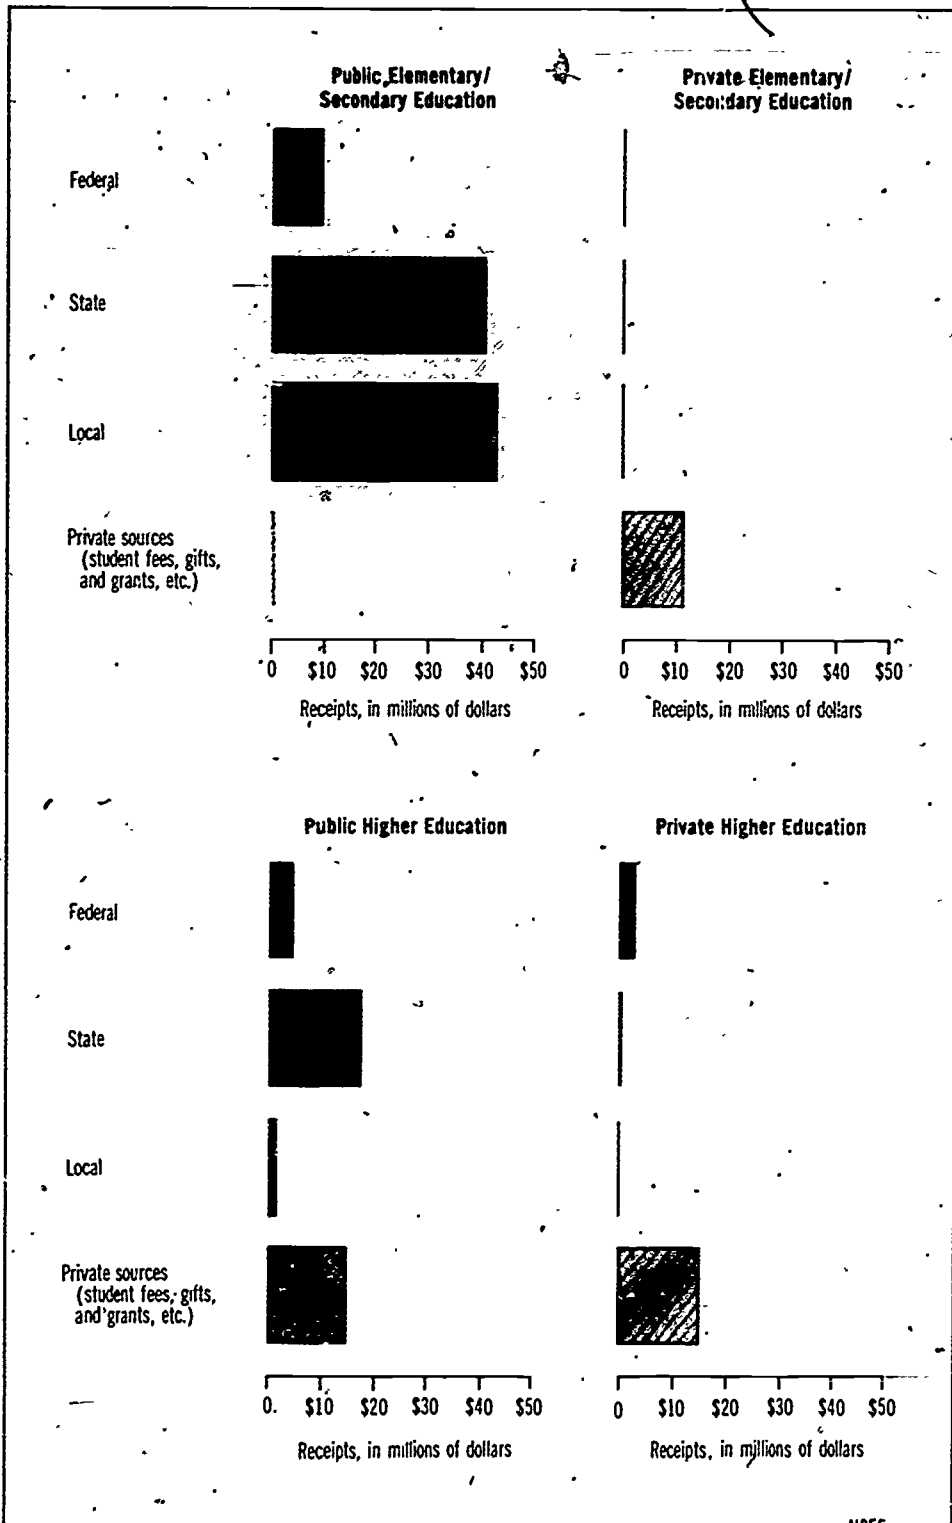 Public Elementary/
Secondary Education
Private Elementary/
Secondary Education
Federal
State
Local
Private sources
(student fees, gifts,
and grants, etc.)
0 $10 $20 $30 $40 $50
0 $10 $20 $30 $40 $50
Receipts, in millions of dollars
Receipts, in millions of dollars
Public Higher Education
Private Higher Education
Federal
State
Local
Private sources
(student fees, gifts,
and grants, etc.)
0 $10 $20 $30 $40 $50
0 $10 $20 $30 $40 $50
Receipts, in millions of dollars
Receipts, in millions of dollars